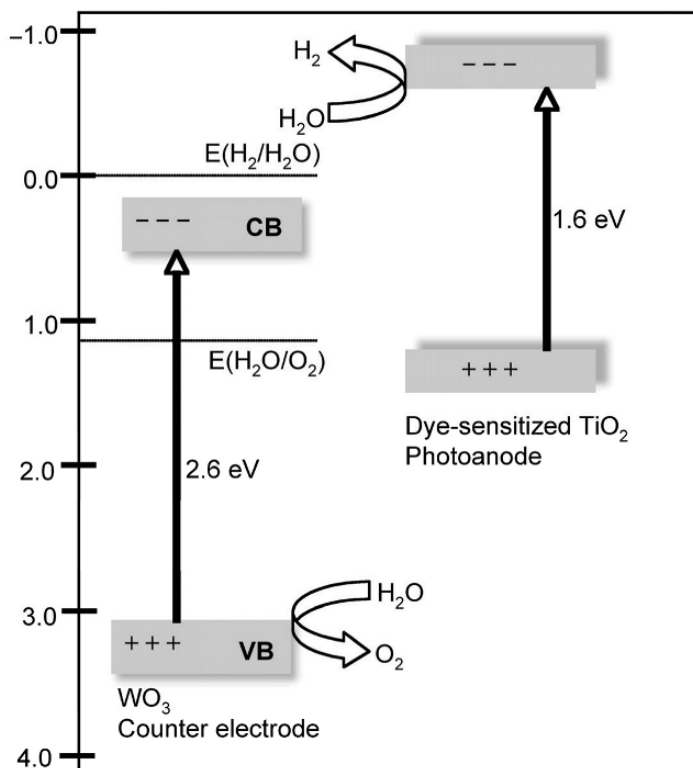 −1.0
H₂
− − −
H₂O
E(H₂/H₂O)
0.0
− − −
CB
1.6 eV
1.0
E(H₂O/O₂)
+ + +
Dye-sensitized TiO₂
Photoanode
2.0
2.6 eV
3.0
H₂O
+ + +
VB
O₂
WO₃
Counter electrode
4.0